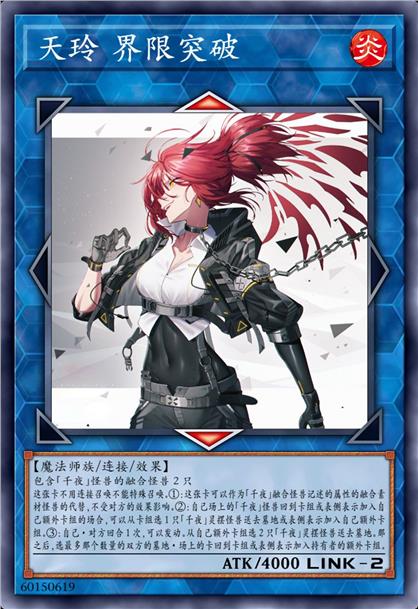 天玲 界限突破
炎
【魔法师族/连接/效果】
包含「千夜」怪兽的融合怪兽２只
这张卡不用连接召唤不能特殊召唤。①：这张卡可以作为「千夜」融合怪兽记述的属性的融合素
材怪兽的代替，不受对方的效果影响。②：自己场上的「千夜」怪兽回到卡组或表侧表示加入自
己额外卡组的场合，可以从卡组选１只「千夜」灵摆怪兽送去墓地或表侧表示加入自己额外卡
组。③：自己·对方回合１次，可以发动。从自己额外卡组选２只「千夜」灵摆怪兽送去墓地。那
之后，选最多那个数量的双方的墓地·场上的卡回到卡组或表侧表示加入持有者的额外卡组。
ATK/4000 LINK-2
60150619